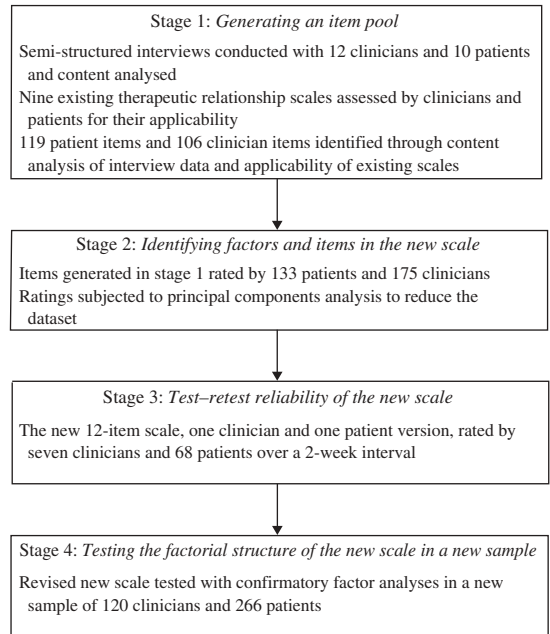 Stage 1: Generating an item pool
Semi-structured interviews conducted with 12 clinicians and 10 patients
and content analysed
Nine existing therapeutic relationship scales assessed by clinicians and
patients for their applicability
119 patient items and 106 clinician items identified through content
analysis of interview data and applicability of existing scales
Stage 2: Identifying factors and items in the new scale
Items generated in stage 1 rated by 133 patients and 175 clinicians
Ratings subjected to principal components analysis to reduce the
dataset
Stage 3: Test–retest reliability of the new scale
The new 12-item scale, one clinician and one patient version, rated by
seven clinicians and 68 patients over a 2-week interval
Stage 4: Testing the factorial structure of the new scale in a new sample
Revised new scale tested with confirmatory factor analyses in a new
sample of 120 clinicians and 266 patients